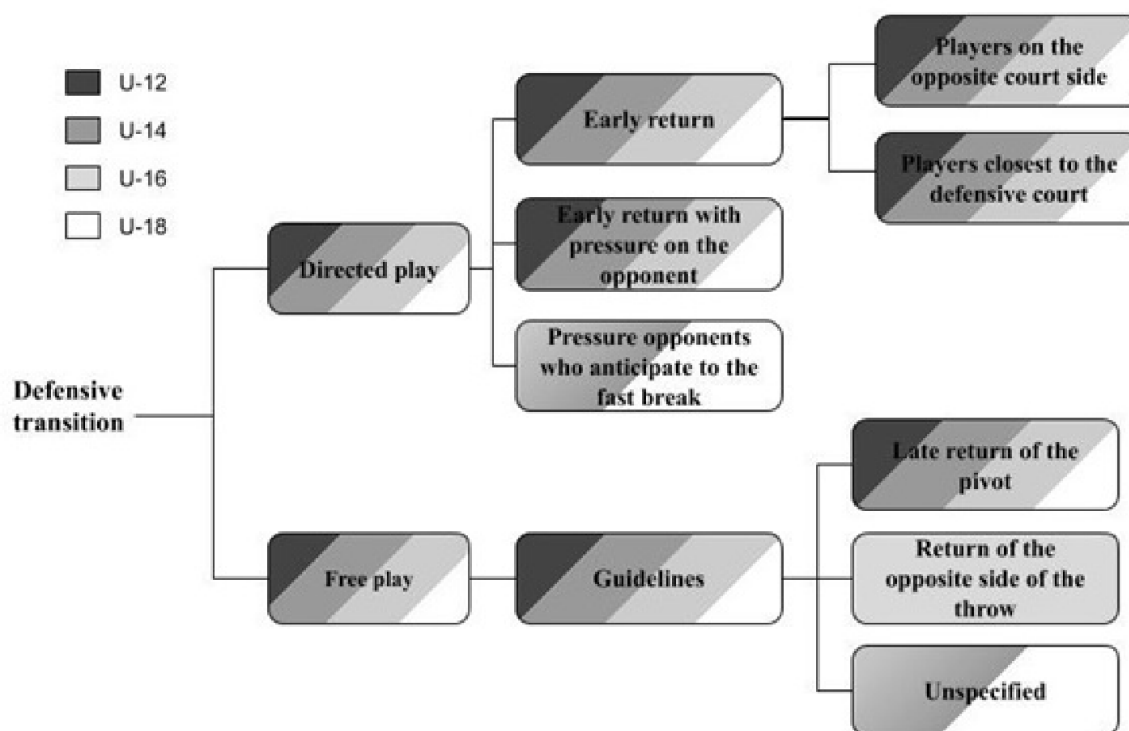 U-12
U-14
U-16
U-18
Defensive
transition
Directed play
Early return
Players on the
opposite court side
Players closest to the
defensive court
Early return with
pressure on the
opponent
Pressure opponents
who anticipate to the
fast break
Free play
Guidelines
Late return of the
pivot
Return of the
opposite side of the
throw
Unspecified